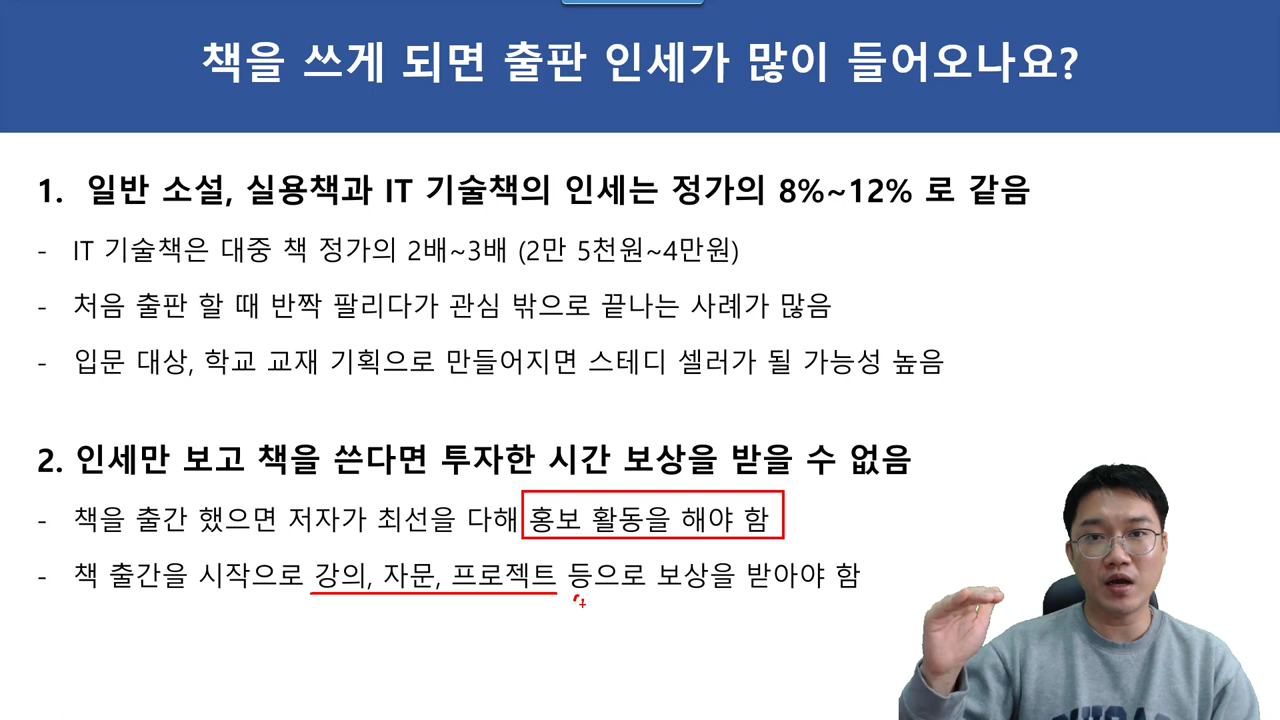 책을 쓰게 되면 출판 인세가 많이 들어오나요?
1. 일반 소설, 실용책과 IT 기술책의 인세는 정가의 8%~12% 로 같음
- IT 기술책은 대중 책 정가의 2배~3배 (2만 5천원~4만원)
- 처음 출판 할 때 반짝 팔리다가 관심 밖으로 끝나는 사례가 많음
- 입문 대상, 학교 교재 기획으로 만들어지면 스테디 셀러가 될 가능성 높음
2. 인세만 보고 책을 쓴다면 투자한 시간 보상을 받을 수 없음
- 책을 출간 했으면 저자가 최선을 다해 홍보 활동을 해야 함
- 책 출간을 시작으로 강의, 자문, 프로젝트 등으로 보상을 받아야 함